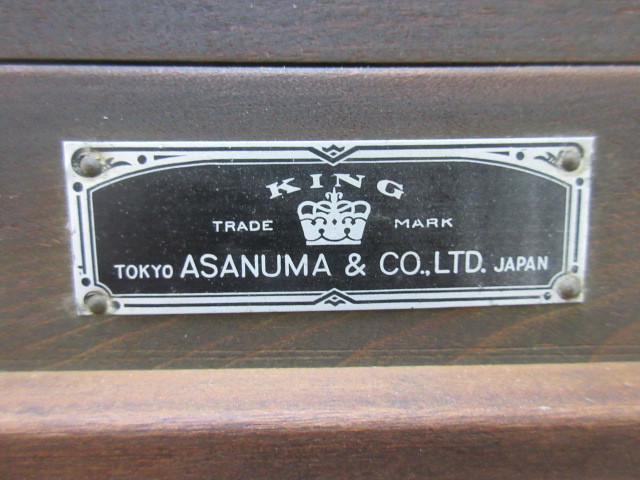 KING
TRADE MARK
TOKYO ASANUMA & CO., LTD. JAPAN